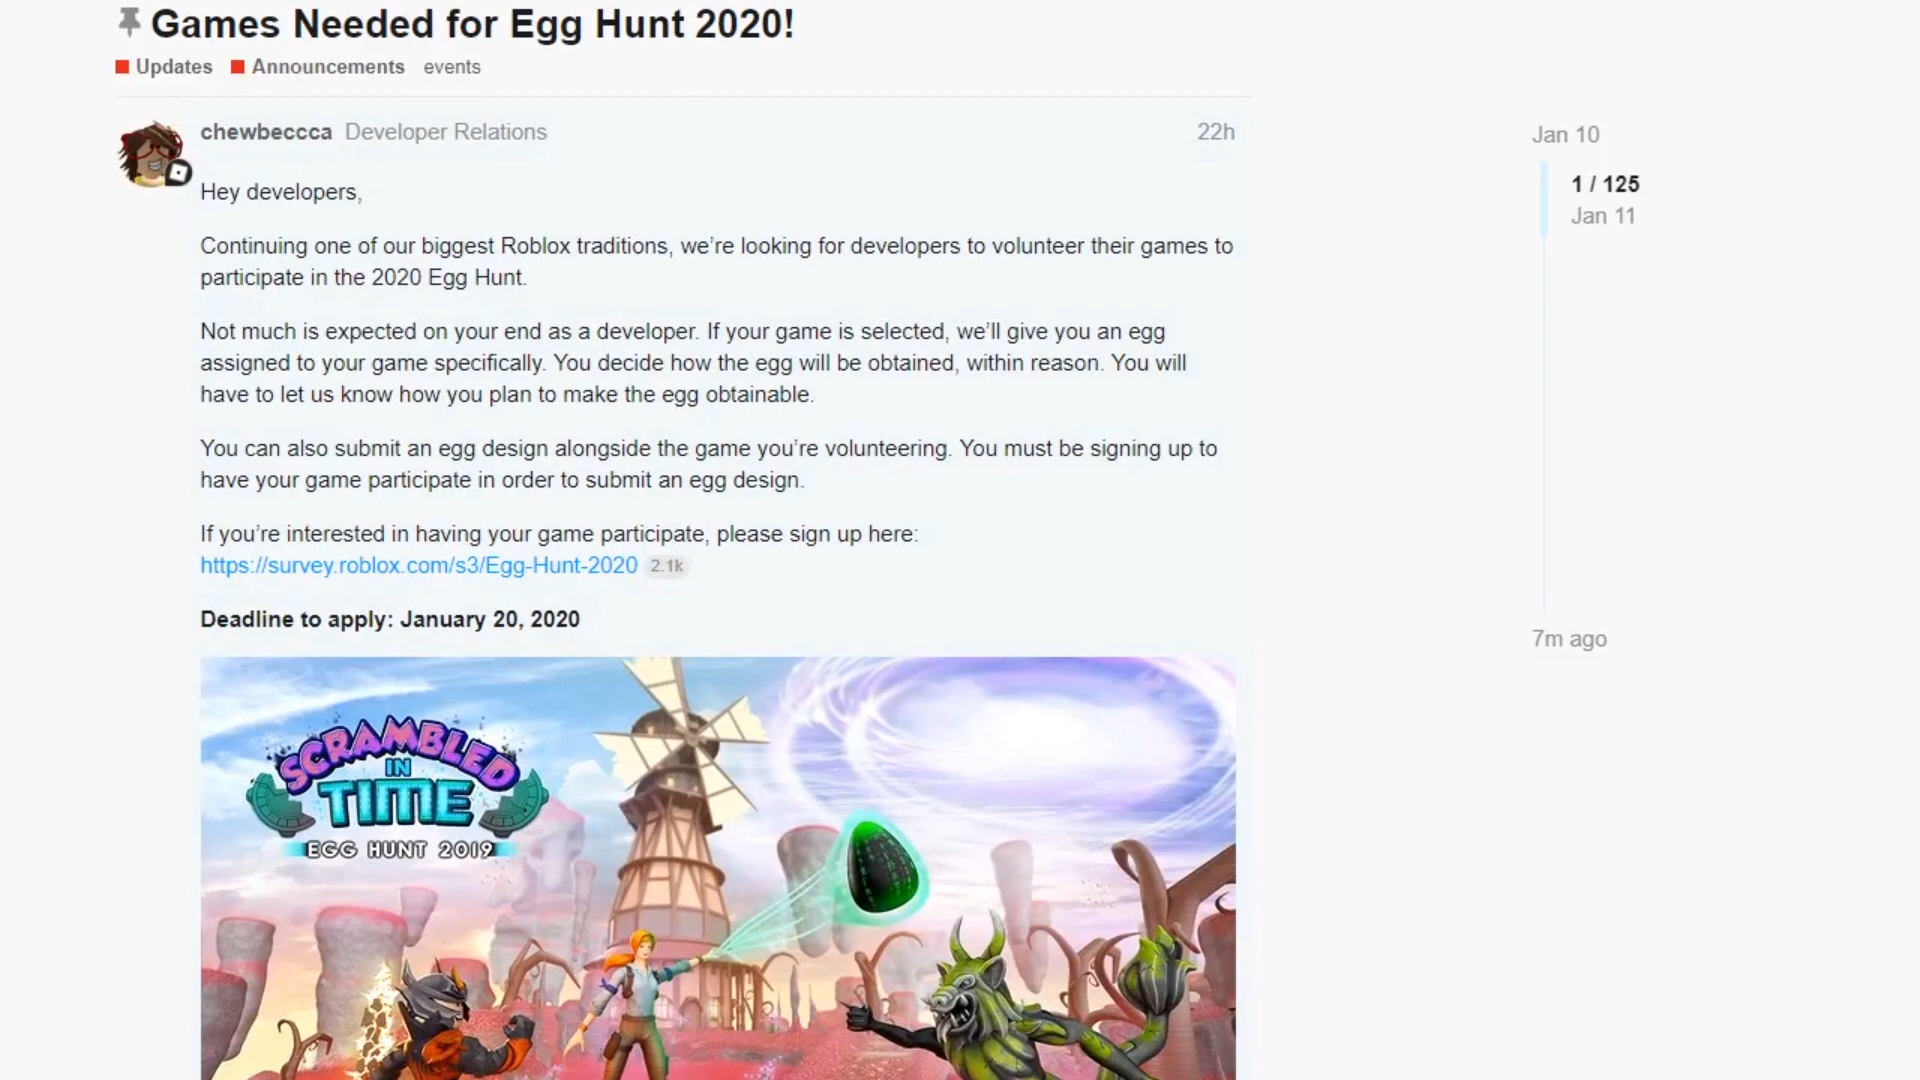 Games Needed for Egg Hunt 2020!
Updates Announcements events
chewbeccca Developer Relations 22h
Hey developers,
Continuing one of our biggest Roblox traditions, we’re looking for developers to volunteer their games to
participate in the 2020 Egg Hunt.
Not much is expected on your end as a developer. If your game is selected, we’ll give you an egg
assigned to your game specifically. You decide how the egg will be obtained, within reason. You will
have to let us know how you plan to make the egg obtainable.
You can also submit an egg design alongside the game you’re volunteering. You must be signing up to
have your game participate in order to submit an egg design.
If you’re interested in having your game participate, please sign up here:
https://survey.roblox.com/s3/Egg-Hunt-2020 2.1k
Deadline to apply: January 20, 2020
SCRAMBLED
IN
TIME
EGG HUNT 2019
Jan 10
1 / 125
Jan 11
7m ago